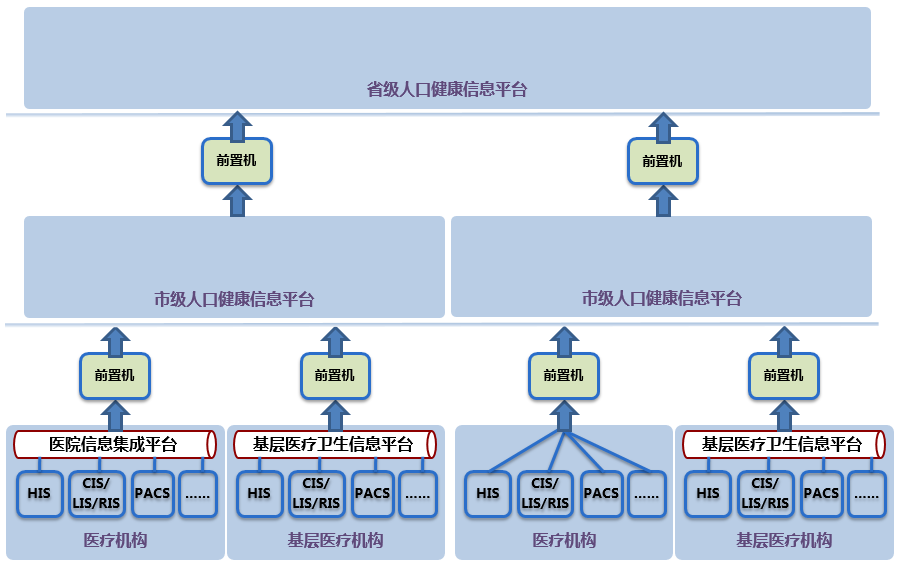 省级人口健康信息平台
前置机
前置机
市级人口健康信息平台
市级人口健康信息平台
前置机
前置机
前置机
前置机
医院信息集成平台
HIS
CIS/
LIS/RIS
PACS
......
医疗机构
基层医疗卫生信息平台
HIS
CIS/
LIS/RIS
PACS
......
基层医疗机构
HIS
CIS/
LIS/RIS
PACS
......
医疗机构
基层医疗卫生信息平台
HIS
CIS/
LIS/RIS
PACS
......
基层医疗机构